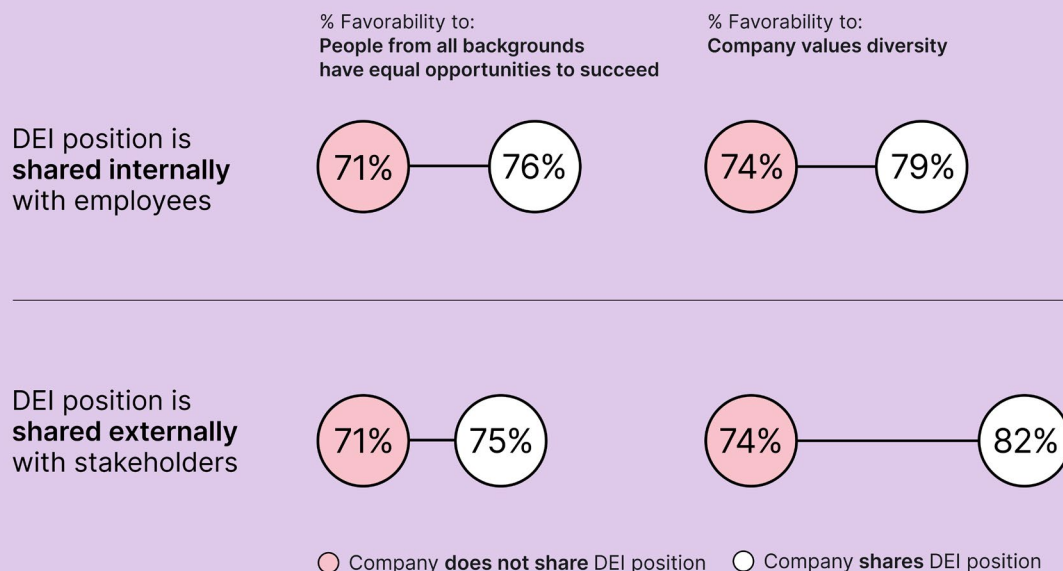 % Favorability to:
People from all backgrounds
have equal opportunities to succeed
% Favorability to:
Company values diversity
DEI position is
shared internally
with employees
71%
76%
74%
79%
DEI position is
shared externally
with stakeholders
71%
75%
74%
82%
Company does not share DEI position
Company shares DEI position